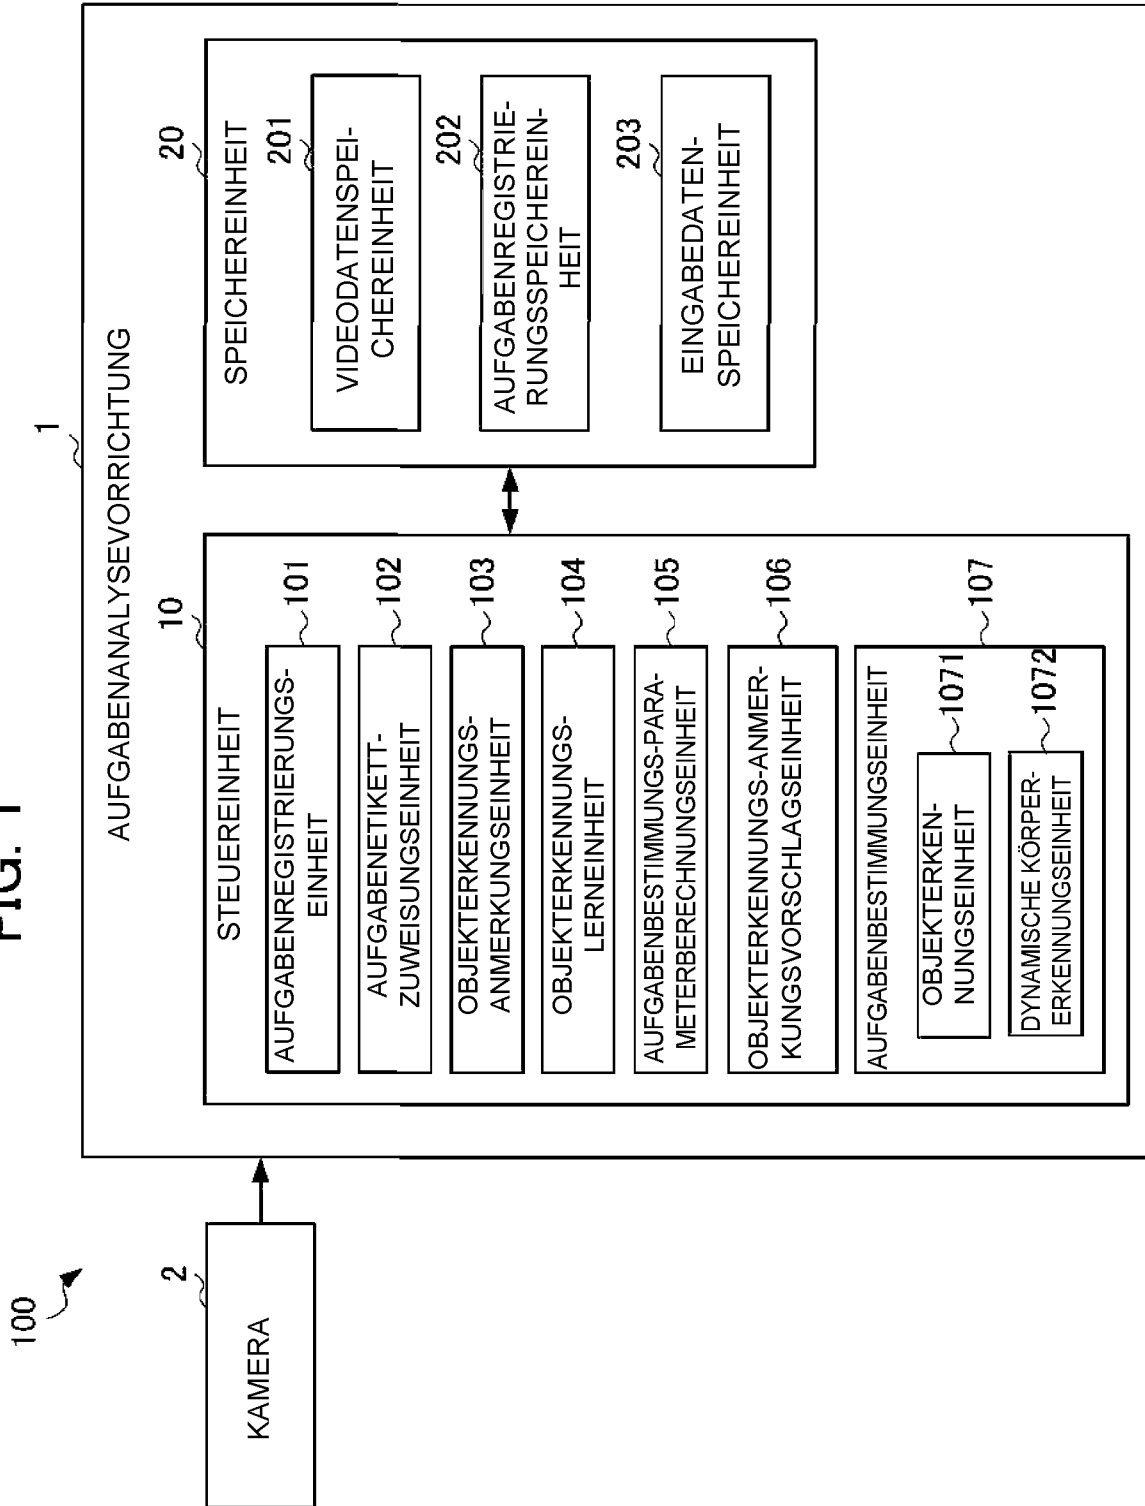 FIG. 1
100
1
AUFGABENANALYSEVORRICHTUNG
2
KAMERA
10
STEUEREINHEIT
101
AUFGABENREGISTRIERUNGS-
EINHEIT
102
AUFGABENETIKETT-
ZUWEISUNGSEINHEIT
103
OBJEKTERKENNUNGS-
ANMERKUNGSEINHEIT
104
OBJEKTERKENNUNGS-
LERNEINHEIT
105
AUFGABENBESTIMMUNGS-PARA-
METERBERECHNUNGSEINHEIT
106
OBJEKTERKENNUNGS-ANMER-
KUNGSVORSCHLAGSEINHEIT
107
AUFGABENBESTIMMUNGSEINHEIT
1071
OBJEKTERKEN-
NUNGSEINHEIT
1072
DYNAMISCHE KÖRPER-
ERKENNUNGSEINHEIT
20
SPEICHEREINHEIT
201
VIDEODATENSPEI-
CHEREINHEIT
202
AUFGABENREGISTRIE-
RUNGSSPEICHEREIN-
HEIT
203
EINGABEDATEN-
SPEICHEREINHEIT